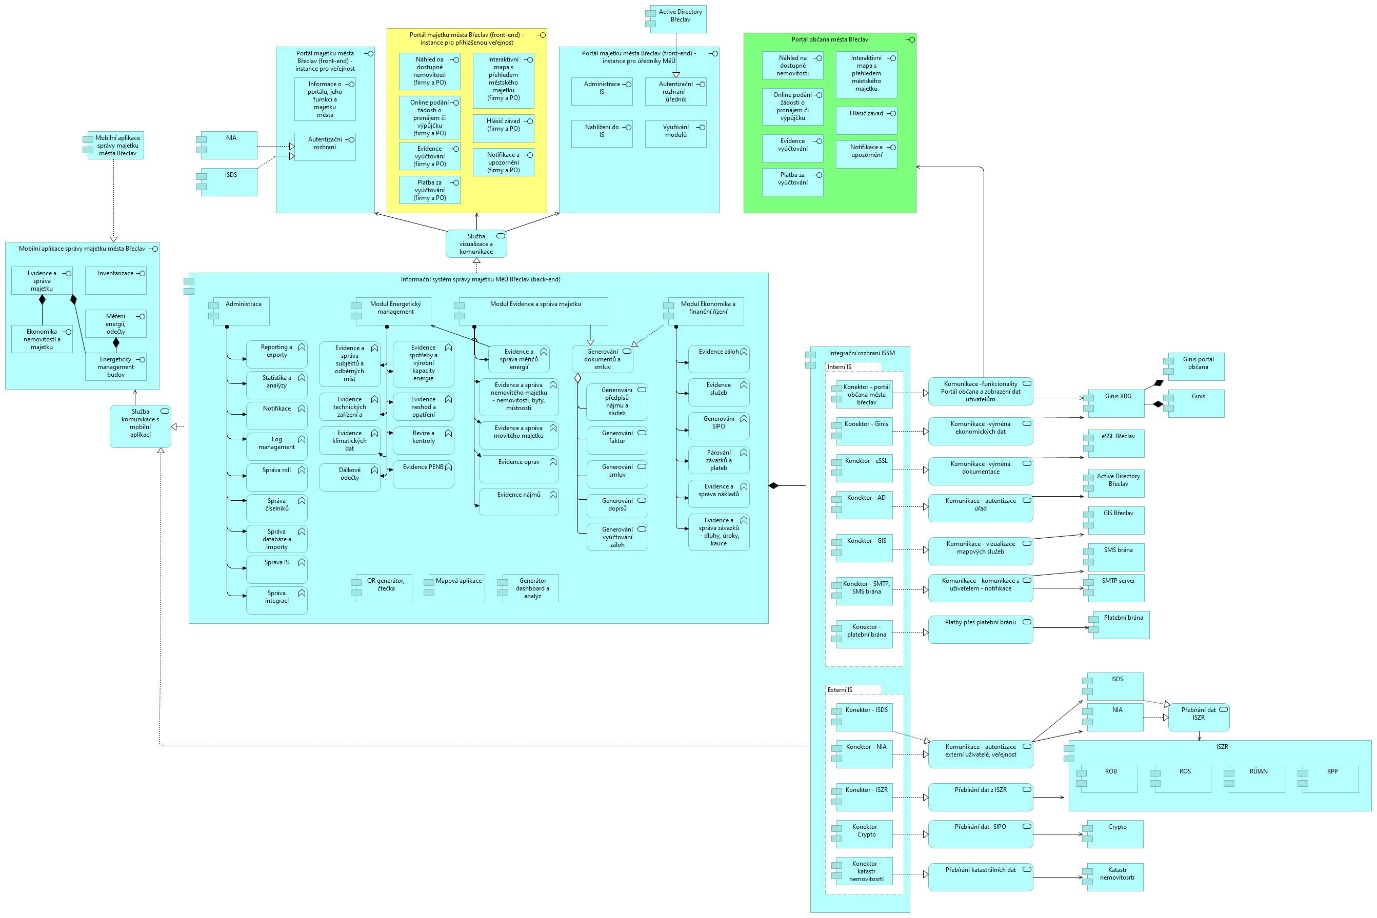 Active Directory
Břeclav
Portál majetku města
Břeclav (front-end) -
instance pro veřejnost
Informace o
portálu, jeho
funkcí a
majetku
města
Autentizační
rozhraní
Portál majetku města Břeclav (front-end) -
instance pro přihlášenou veřejnost
Náhled na
dostupné
nemovitosti
(firmy a PO)
Interaktivní
mapa s
přehledem
městského
majetku
(firmy a PO)
Online podání
žádosti o
pronájem či
výpůjčku
(firmy a PO)
Hlásič závad
(firmy a PO)
Evidence
vyúčtování
(firmy a PO)
Notifikace a
upozornění
(firmy a PO)
Platba za
vyúčtování
(firmy a PO)
Portál majetku města Břeclav (front-end) -
instance pro úředníky MěÚ
Administrace
IS
Autentizační
rozhraní
úředník
Nahlížení do
IS
Využívání
modulů
Portál občana města Břeclav
Náhled na
dostupné
nemovitosti
Interaktivní
mapa s
přehledem
městského
majetku
Online podání
žádostí o
pronájem či
výpůjčku
Hlásič závad
Evidence
vyúčtování
Notifikace a
upozornění
Platba za
vyúčtování
Mobilní aplikace
správy majetku
města Břeclav
NIA
ISDS
Mobilní aplikace správy majetku města Břeclav
Evidence a
správa
majetku
Inventarizace
Ekonomika
nemovitostí a
majetku
Měření
energií,
odečty
Energetický
management
budov
Služba
komunikace s
mobilní
aplikací
Služba
vizualizace a
komunikace
Informační systém správy majetku MěÚ Břeclav (back-end)
Administrace
Modul Energetický
management
Modul Evidence a správa majetku
Modul Ekonomika a
finanční řízení
Reporting a
exporty
Statistika a
analýzy
Notifikace
Log
management
Správa rolí
Správa
číselníků
Správa
databáze a
importy
Správa IS
Správa
integrací
Evidence a
správa
subjektů a
odběrných
míst
Evidence
spotřeby a
výrobní
kapacity
energie
Evidence
technických
zařízení a
Evidence
nehod a
opatření
Evidence
klimatických
dat
Revize a
kontroly
Dálkové
odečty
Evidence PENB
Evidence a
správa měřičů
energií
Evidence a správa
nemovitého majetku
- nemovitosti, byty,
místnosti
Evidence a správa
movitého majetku
Evidence oprav
Evidence nájmů
Generování
dokumentů a
smluv
Generování
předpisů
nájmu a
služeb
Generování
faktur
Generování
smluv
Generování
dopisů
Generování
vyúčtování
záloh
Evidence záloh
Evidence
služeb
Generování
SIPO
Párování
závazků a
plateb
Evidence a
správa nákladů
Evidence a
správa závazků
- dluhy, úroky,
kauce
QR generátor,
čtečka
Mapová aplikace
Generátor
dashboard a
analýz
Integrační rozhraní ISSM
Interní IS
Konektor - portál
občana města
Břeclav
Konektor - Ginis
Konektor - eSSL
Konektor - AD
Konektor - GIS
Konektor - SMTP,
SMS brána
Konektor -
platební brána
Externí IS
Konektor - ISDS
Konektor - NIA
Konektor - ISZR
Konektor -
Crypto
Konektor -
katastr
nemovitostí
Komunikace -funkcionality
Portál občana a zobrazení dat
uživatelům
Komunikace -výměna
ekonomických dat
Komunikace -výměna
dokumentace
Komunikace - autentizace
úřad
Komunikace - vizualizace
mapových služeb
Komunikace - komunikace s
uživatelem - notifikace
Platby přes platební bránu
Komunikace - autentizace
externí uživatelé, veřejnost
Přebírání dat z ISZR
Přebírání dat - SIPO
Přebírání katastrálních dat
Ginis portál
občana
Ginis XRG
Ginis
eSSL Břeclav
Active Directory
Břeclav
GIS Břeclav
SMS brána
SMTP server
Platební brána
ISDS
NIA
Přebírání dat
ISZR
ISZR
ROB
ROS
RÚIAN
RPP
Crypto
Katastr
nemovitostí